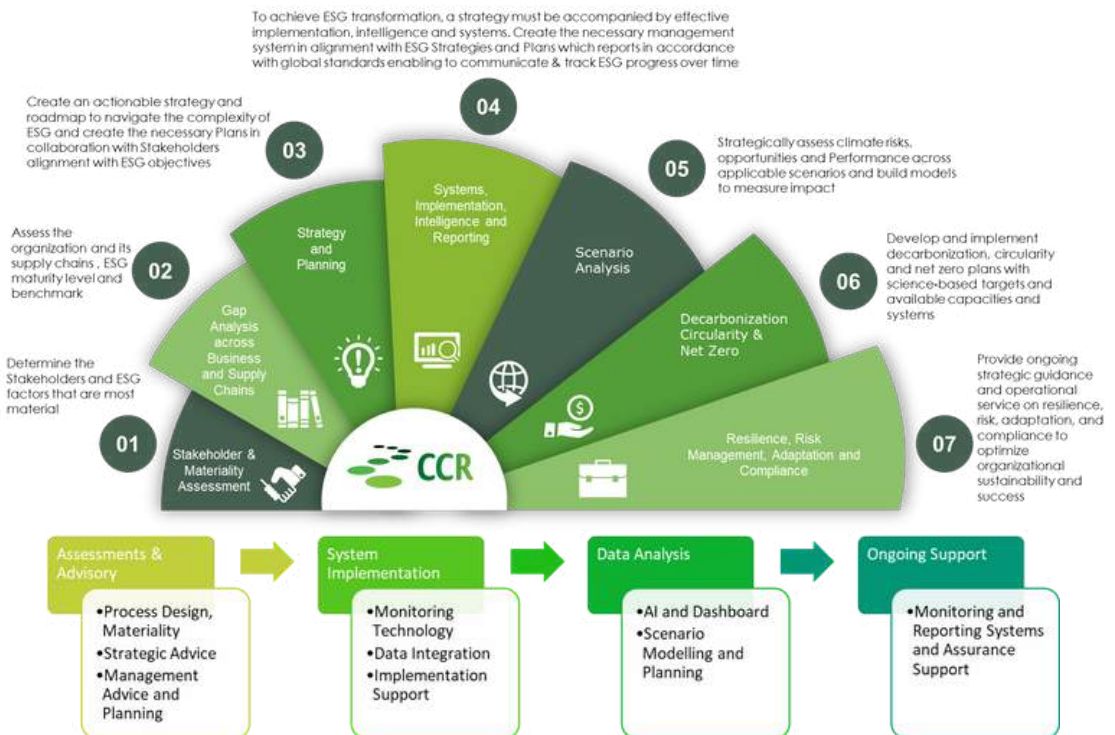 To achieve ESG transformation, a strategy must be accompanied by effective
implementation, intelligence and systems. Create the necessary management
system in alignment with ESG Strategies and Plans which reports in accordance
with global standards enabling to communicate & track ESG progress over time
04
Create an actionable strategy and
roadmap to navigate the complexity of
ESG and create the necessary Plans in
collaboration with Stakeholders
alignment with ESG objectives
03
Strategically assess climate risks,
opportunities and Performance across
applicable scenarios and build models
to measure impact
05
Systems,
Implementation,
Intelligence and
Reporting
Strategy
and
Planning
Scenario
Analysis
Assess the
organization and its
supply chains , ESG
maturity level and
benchmark
02
Develop and implement
decarbonization, circularity
and net zero plans with
science-based targets and
available capacities and
systems
06
Gap
Analysis
across
Business
and Supply
Chains
Decarbonization
Circularity &
Net Zero
Determine the
Stakeholders and ESG
factors that are most
material
01
Provide ongoing
strategic guidance
and operational
service on resilience,
risk, adaptation, and
compliance to
optimize
organizational
sustainability and
success
07
Stakeholder &
Materiality
Assessment
CCR
Resilience, Risk
Management, Adaptation and
Compliance
Assessments &
Advisory
•Process Design,
Materiality
•Strategic Advice
•Management
Advice and
Planning
System
Implementation
•Monitoring
Technology
•Data Integration
•Implementation
Support
Data Analysis
•AI and Dashboard
•Scenario
Modelling and
Planning
Ongoing Support
•Monitoring and
Reporting Systems
and Assurance
Support